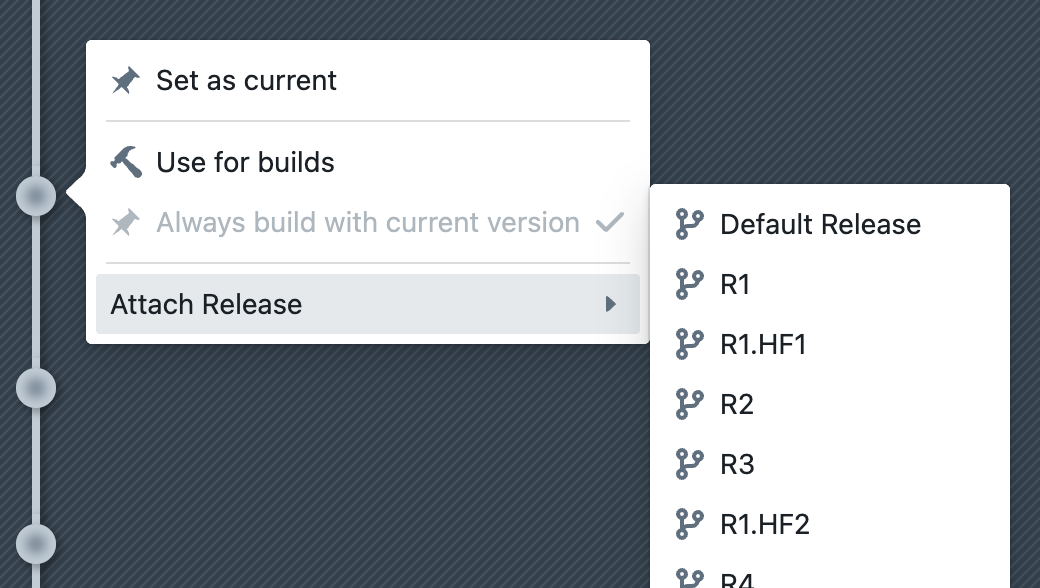 Set as current
Use for builds
Always build with current version
Attach Release
Default Release
R1
R1.HF1
R2
R3
R1.HF2
R4